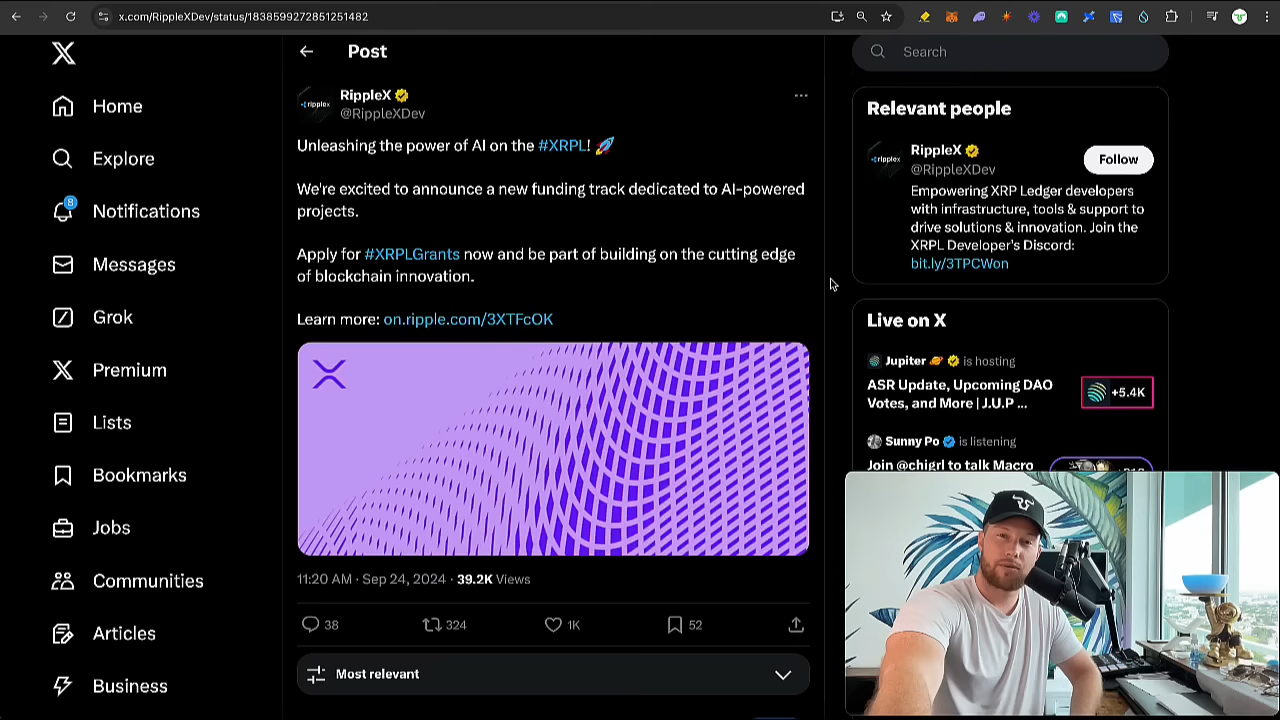 x.com/RippleXDev/status/1838599272851251482
Home
Explore
8
Notifications
Messages
Grok
Premium
Lists
Bookmarks
Jobs
Communities
Articles
Business
Post
ripplex
RippleX
@RippleXDev
Unleashing the power of AI on the #XRPL! 🚀
We're excited to announce a new funding track dedicated to AI-powered
projects.
Apply for #XRPLGrants now and be part of building on the cutting edge
of blockchain innovation.
Learn more: on.ripple.com/3XTFcOK
11:20 AM · Sep 24, 2024 · 39.2K Views
38
324
1K
52
Most relevant
Search
Relevant people
ripplex
RippleX
@RippleXDev
Follow
Empowering XRP Ledger developers
with infrastructure, tools & support to
drive solutions & innovation. Join the
XRPL Developer's Discord:
bit.ly/3TPCWon
Live on X
Jupiter 🪐 is hosting
ASR Update, Upcoming DAO
Votes, and More | J.U.P ...
+5.4K
Sunny Po is listening
Join @chigrl to talk Macro